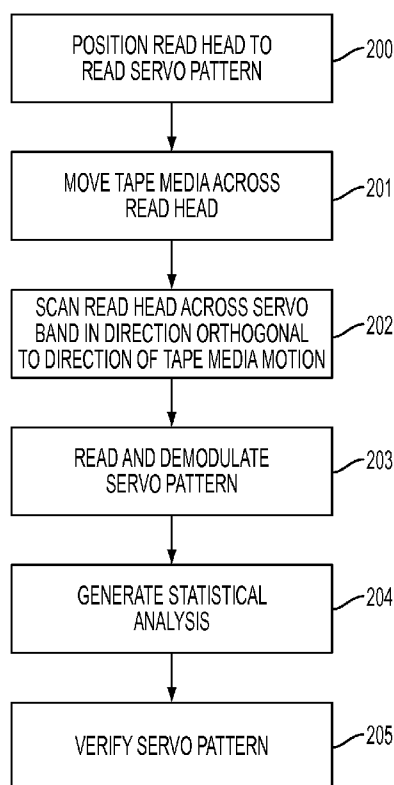 POSITION READ HEAD TO
READ SERVO PATTERN
200
MOVE TAPE MEDIA ACROSS
READ HEAD
201
SCAN READ HEAD ACROSS SERVO
BAND IN DIRECTION ORTHOGONAL
TO DIRECTION OF TAPE MEDIA MOTION
202
READ AND DEMODULATE
SERVO PATTERN
203
GENERATE STATISTICAL
ANALYSIS
204
VERIFY SERVO PATTERN
205